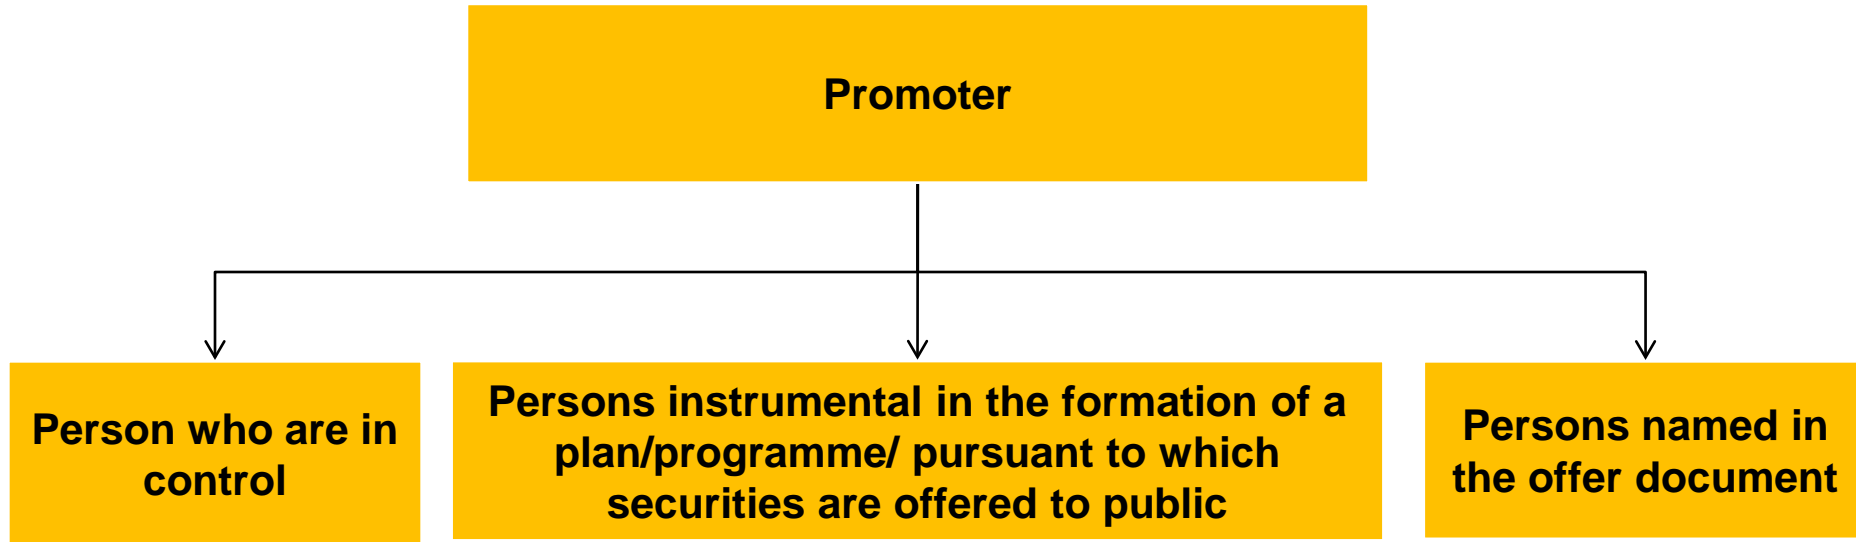 Promoter
Person who are in
control
Persons instrumental in the formation of a
plan/programme/ pursuant to which
securities are offered to public
Persons named in
the offer document